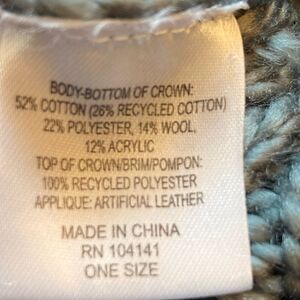 BODY-BOTTOM OF CROWN:
52% COTTON (26% RECYCLED COTTON)
22% POLYESTER, 14% WOOL,
12% ACRYLIC
TOP OF CROWN/BRIM/POMPON:
100% RECYCLED POLYESTER
APPLIQUE: ARTIFICIAL LEATHER
MADE IN CHINA
RN 104141
ONE SIZE